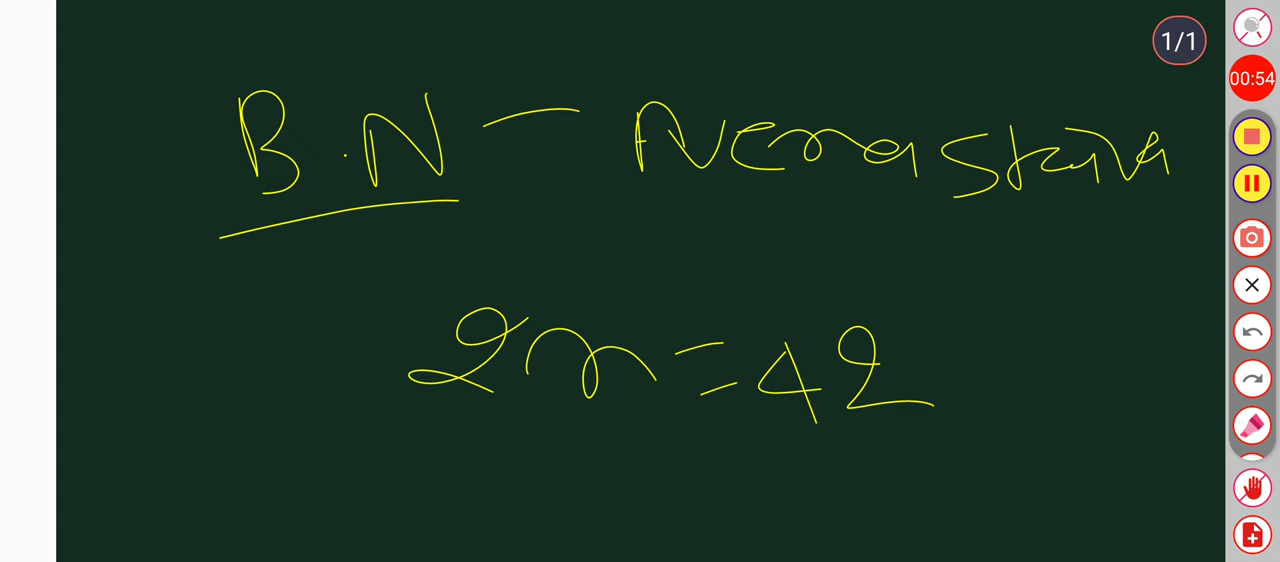 1/1
00:54
B.N —
2n = 42